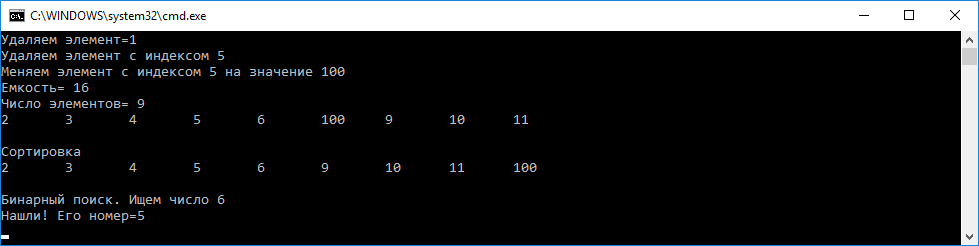 C:\WINDOWS\system32\cmd.exe
Удаляем элемент=1
Удаляем элемент с индексом 5
Меняем элемент с индексом 5 на значение 100
Емкость= 16
Число элементов= 9
2 3 4 5 6 100 9 10 11
Сортировка
2 3 4 5 6 9 10 11 100
Бинарный поиск. Ищем число 6
Нашли! Его номер=5